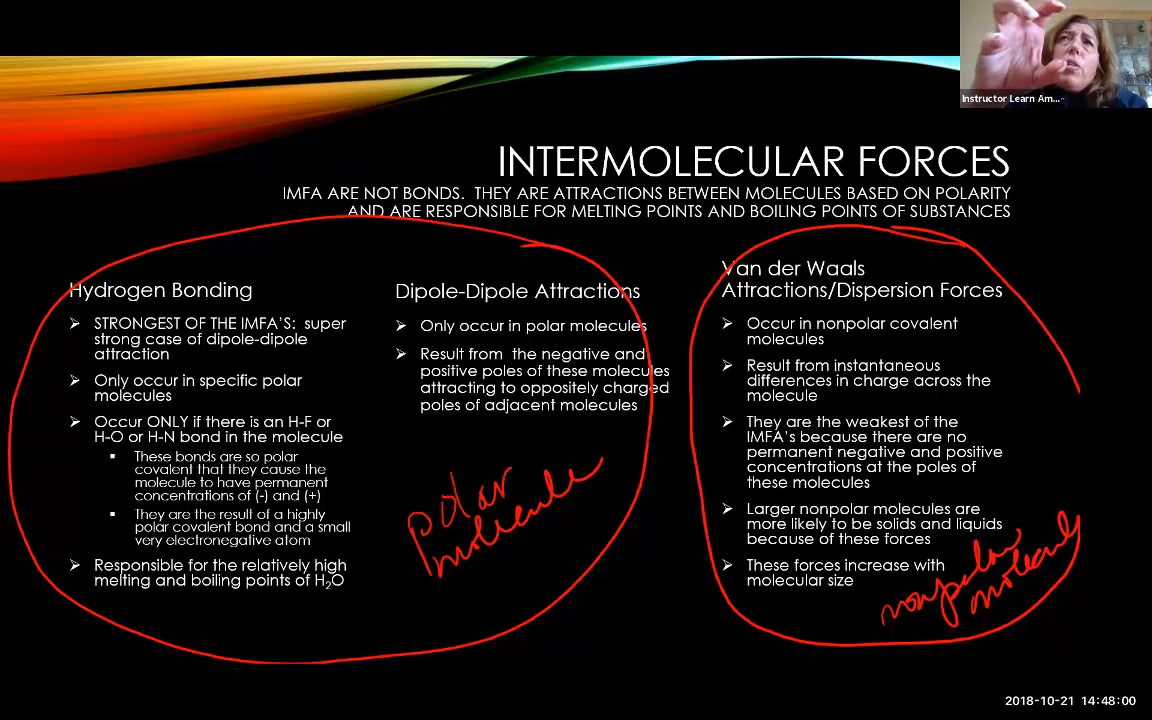 Instructor Learn Am...
INTERMOLECULAR FORCES
IMFA ARE NOT BONDS. THEY ARE ATTRACTIONS BETWEEN MOLECULES BASED ON POLARITY
AND ARE RESPONSIBLE FOR MELTING POINTS AND BOILING POINTS OF SUBSTANCES
Hydrogen Bonding
➢ STRONGEST OF THE IMFA'S: super
strong case of dipole-dipole
attraction
➢ Only occur in specific polar
molecules
➢ Occur ONLY if there is an H-F or
H-O or H-N bond in the molecule
▪ These bonds are so polar
covalent that they cause the
molecule to have permanent
concentrations of (-) and (+)
▪ They are the result of a highly
polar covalent bond and a small
very electronegative atom
➢ Responsible for the relatively high
melting and boiling points of H₂O
Dipole-Dipole Attractions
➢ Only occur in polar molecules
➢ Result from the negative and
positive poles of these molecules
attracting to oppositely charged
poles of adjacent molecules
polar
molecule
Van der Waals
Attractions/Dispersion Forces
➢ Occur in nonpolar covalent
molecules
➢ Result from instantaneous
differences in charge across the
molecule
➢ They are the weakest of the
IMFA's because there are no
permanent negative and positive
concentrations at the poles of
these molecules
➢ Larger nonpolar molecules are
more likely to be solids and liquids
because of these forces
➢ These forces increase with
molecular size
nonpolar
2018-10-21 14:48:00